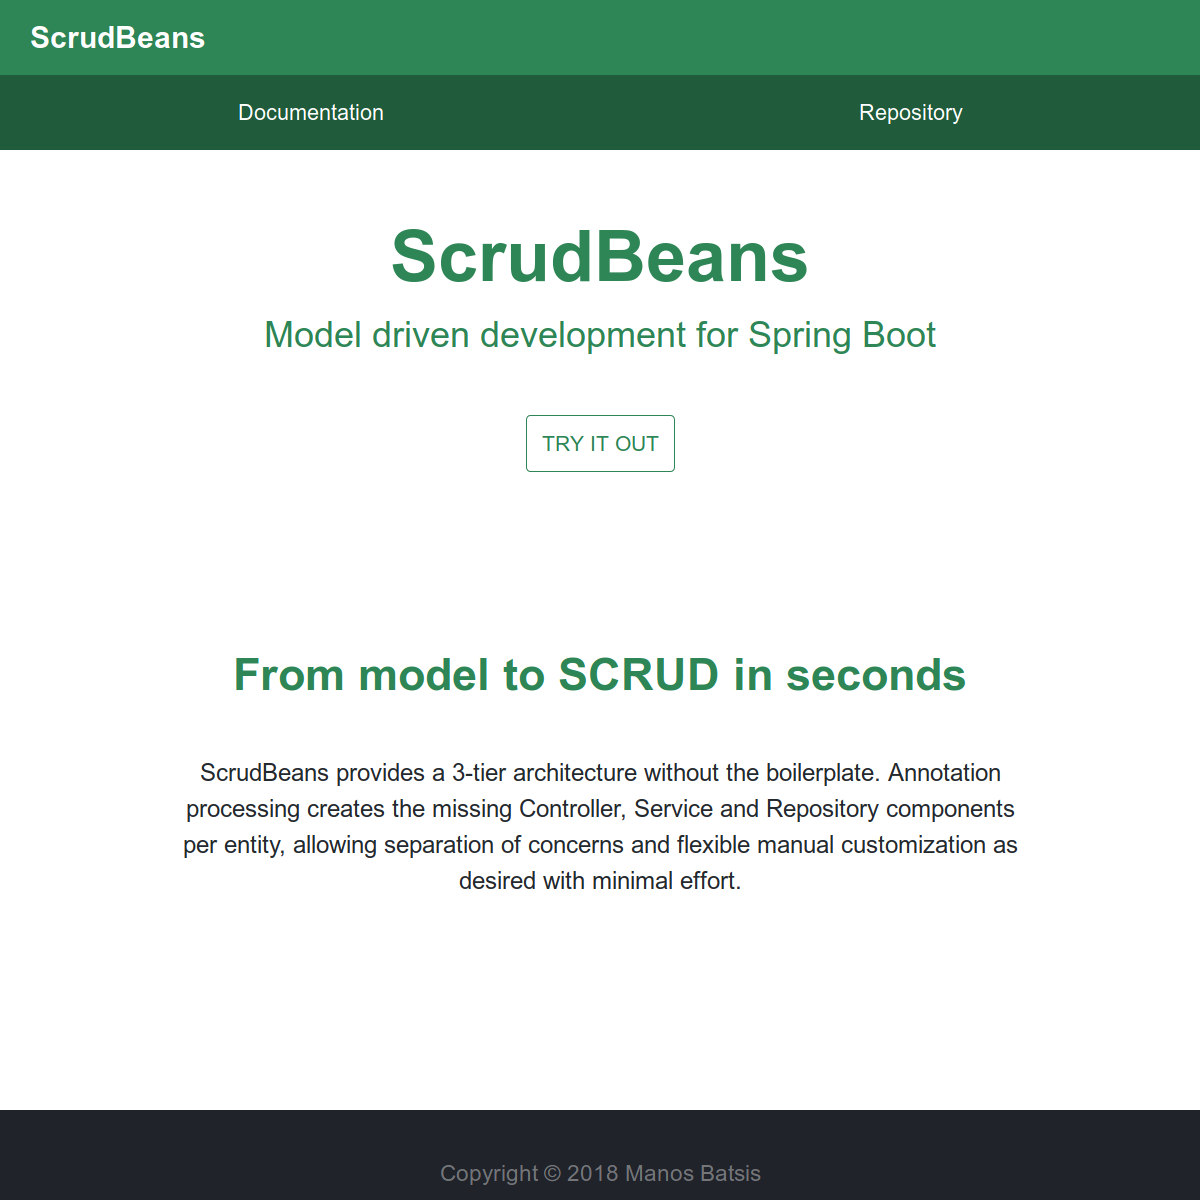 ScrudBeans
Documentation
Repository
ScrudBeans
Model driven development for Spring Boot
TRY IT OUT
From model to SCRUD in seconds
ScrudBeans provides a 3-tier architecture without the boilerplate. Annotation
processing creates the missing Controller, Service and Repository components
per entity, allowing separation of concerns and flexible manual customization as
desired with minimal effort.
Copyright © 2018 Manos Batsis